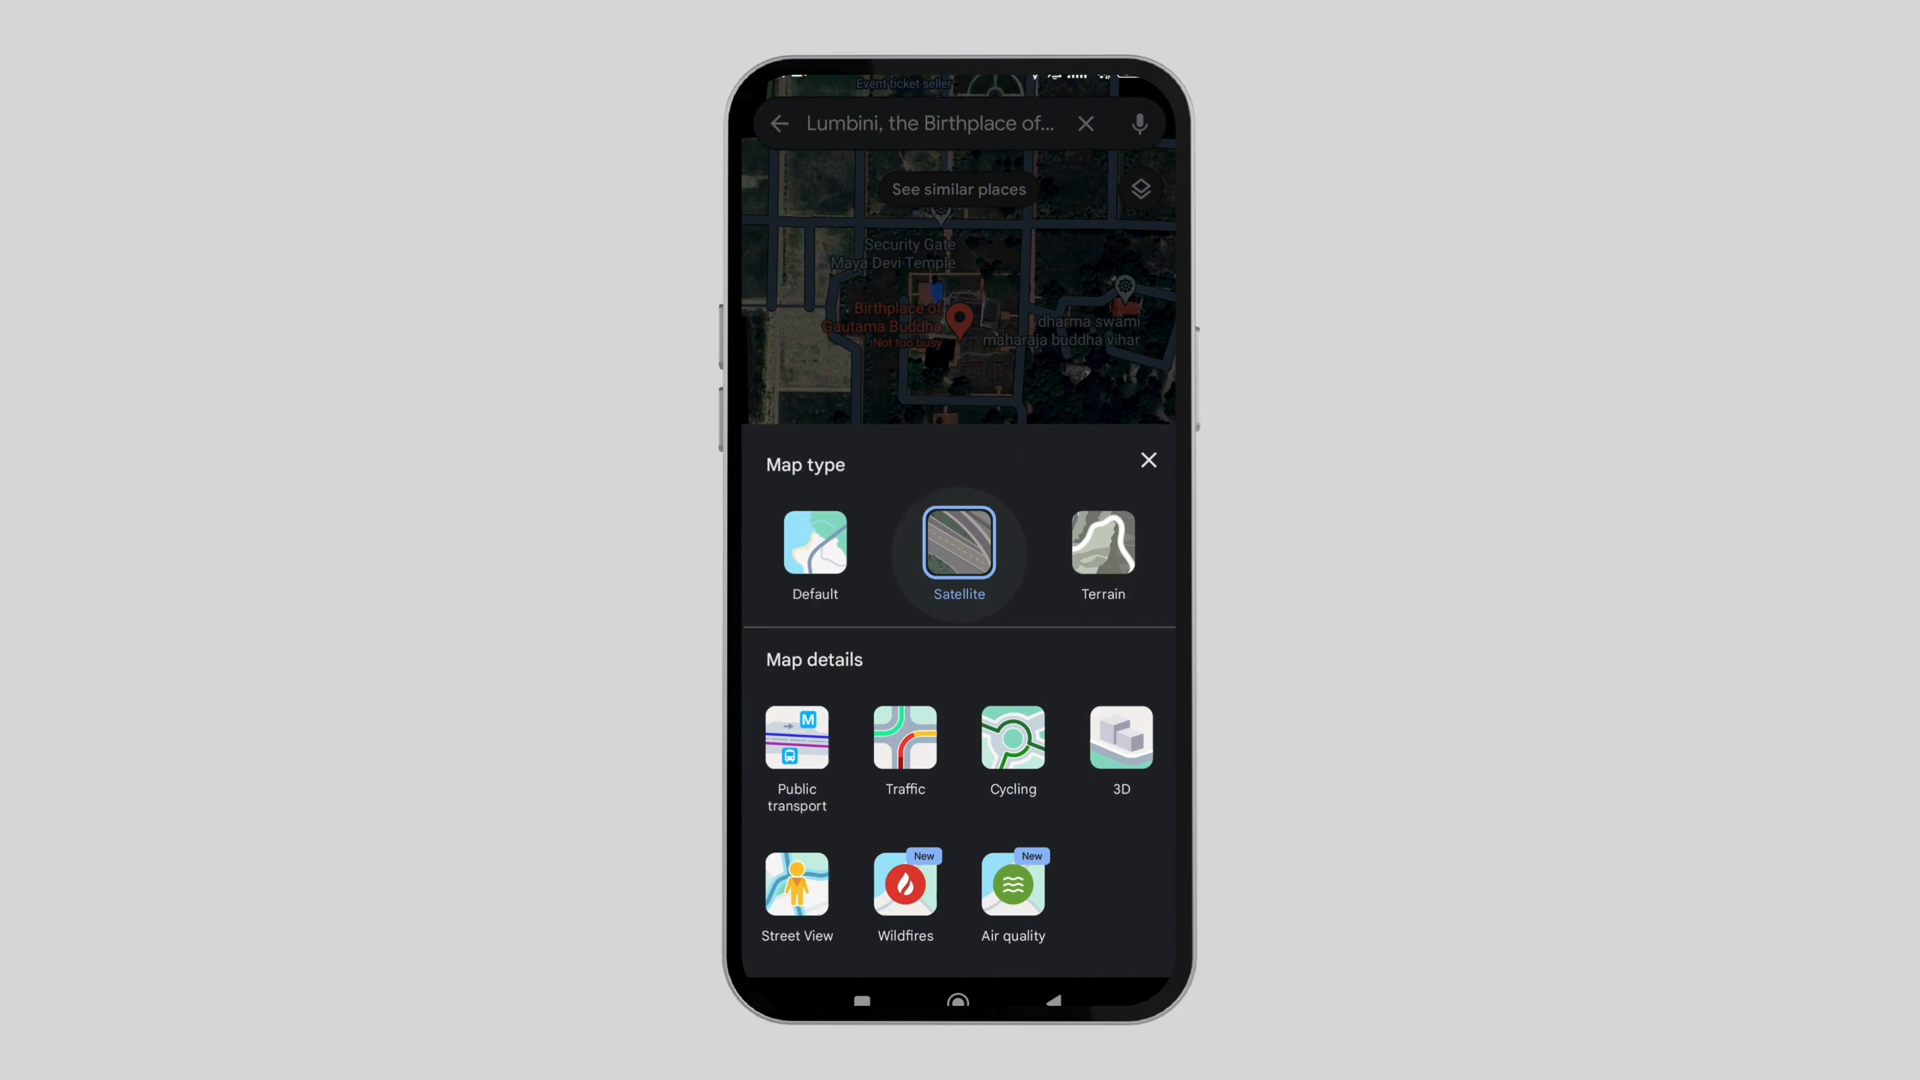 Event ticket seller
Lumbini, the Birthplace of...
See similar places
Security Gate
Maya Devi Temple
Birthplace of
Gautama Buddha
Not too busy
dharma swami
maharaja buddha vihar
Map type
Default
Satellite
Terrain
Map details
M
Public
transport
Traffic
Cycling
3D
New
New
Street View
Wildfires
Air quality